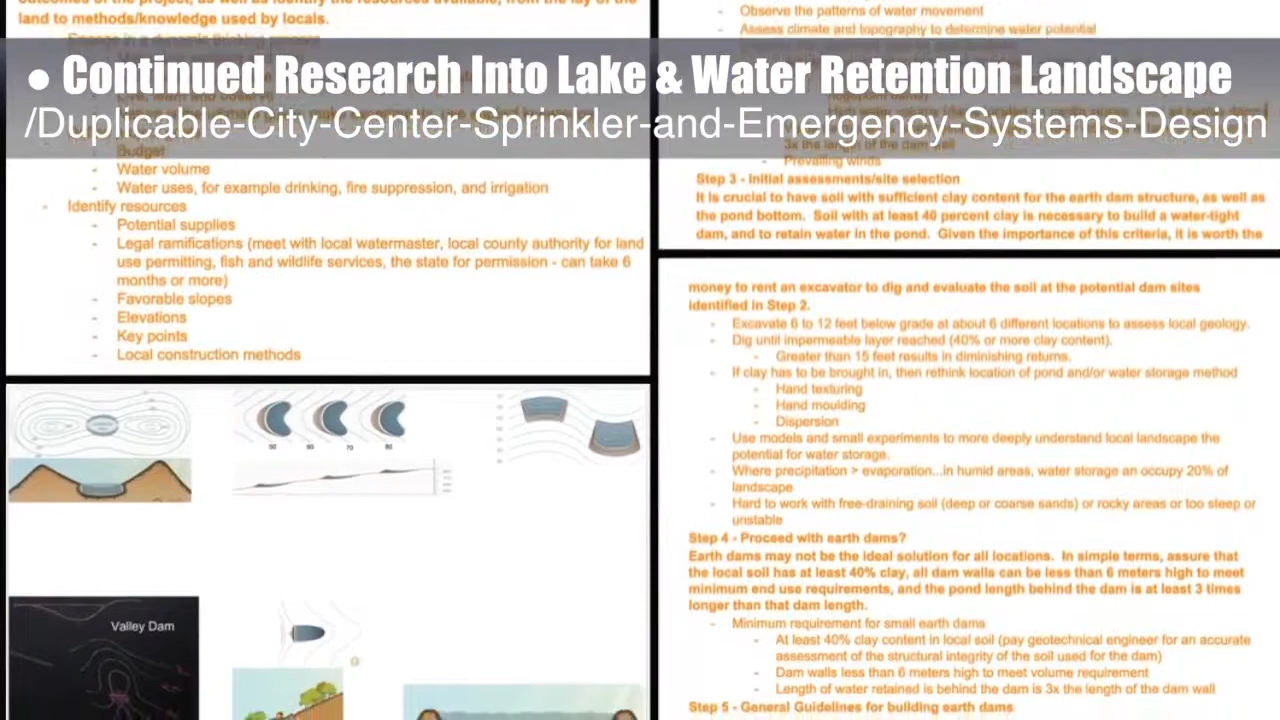 outcomes of the project, as well as identify the resources available, from the lay of the
land to methods/knowledge used by locals.
● Continued Research Into Lake & Water Retention Landscape
/Duplicable-City-Center-Sprinkler-and-Emergency-Systems-Design
- Budget
- Water volume
- Water uses, for example drinking, fire suppression, and irrigation
- Identify resources
- Potential supplies
- Legal ramifications (meet with local watermaster, local county authority for land
use permitting, fish and wildlife services, the state for permission - can take 6
months or more)
- Favorable slopes
- Elevations
- Key points
- Local construction methods
50 60 70 80
Valley Dam
Observe the patterns of water movement
- Assess climate and topography to determine water potential
3x the length of the dam wall
- Prevailing winds
Step 3 - Initial assessments/site selection
It is crucial to have soil with sufficient clay content for the earth dam structure, as well as
the pond bottom. Soil with at least 40 percent clay is necessary to build a water-tight
dam, and to retain water in the pond. Given the importance of this criteria, it is worth the
money to rent an excavator to dig and evaluate the soil at the potential dam sites
identified in Step 2.
- Excavate 6 to 12 feet below grade at about 6 different locations to assess local geology.
- Dig until impermeable layer reached (40% or more clay content).
- Greater than 15 feet results in diminishing returns.
- If clay has to be brought in, then rethink location of pond and/or water storage method
- Hand texturing
- Hand moulding
- Dispersion
- Use models and small experiments to more deeply understand local landscape the
potential for water storage.
- Where precipitation > evaporation...in humid areas, water storage an occupy 20% of
landscape
- Hard to work with free-draining soil (deep or coarse sands) or rocky areas or too steep or
unstable
Step 4 - Proceed with earth dams?
Earth dams may not be the ideal solution for all locations. In simple terms, assure that
the local soil has at least 40% clay, all dam walls can be less than 6 meters high to meet
minimum end use requirements, and the pond length behind the dam is at least 3 times
longer than that dam length.
- Minimum requirement for small earth dams
- At least 40% clay content in local soil (pay geotechnical engineer for an accurate
assessment of the structural integrity of the soil used for the dam)
- Dam walls less than 6 meters high to meet volume requirement
- Length of water retained is behind the dam is 3x the length of the dam wall
Step 5 - General Guidelines for building earth dams